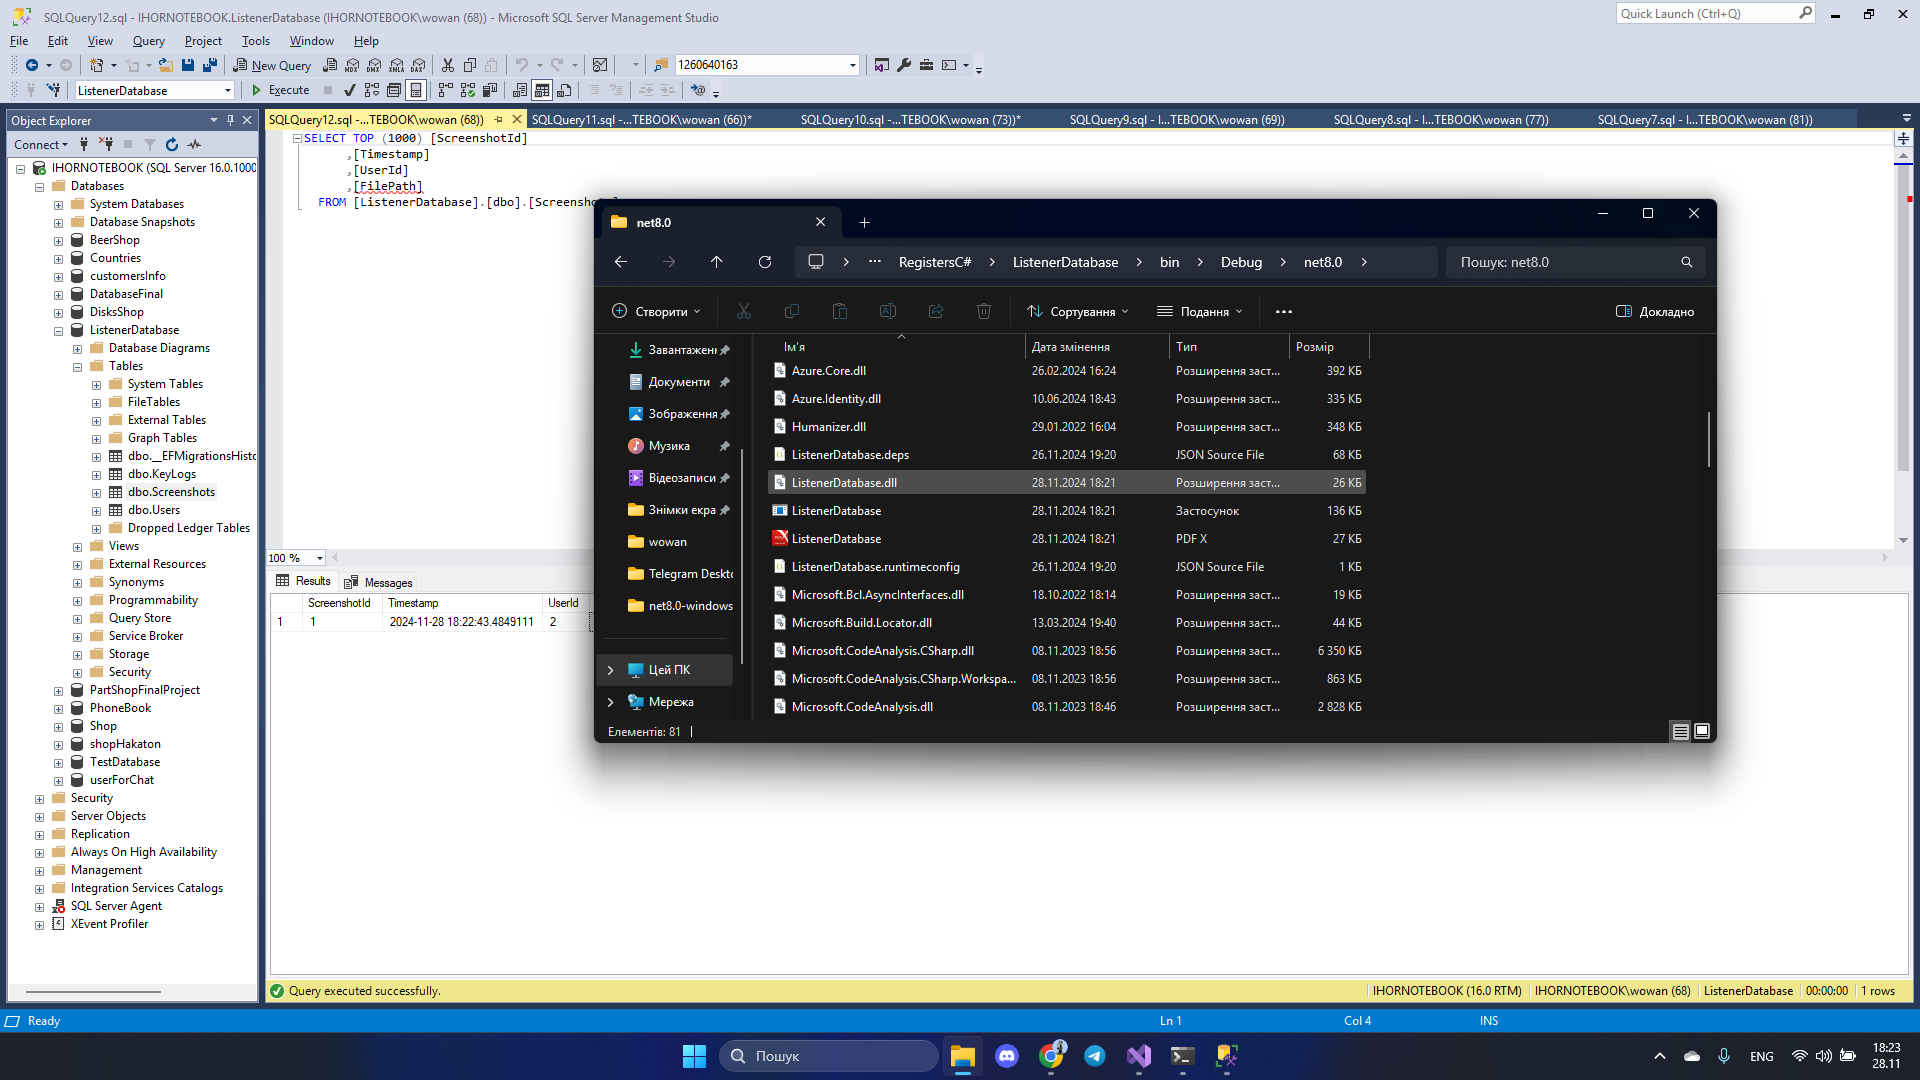 SQLQuery12.sql - IHORNOTEBOOK.ListenerDatabase (IHORNOTEBOOK\wowan (68)) - Microsoft SQL Server Management Studio
Quick Launch (Ctrl+Q)
File Edit View Query Project Tools Window Help
New Query MDX DMX XMLA DAX 1260640163
ListenerDatabase Execute
Object Explorer
SQLQuery12.sql -...TEBOOK\wowan (68)) SQLQuery11.sql -...TEBOOK\wowan (66))* SQLQuery10.sql -...TEBOOK\wowan (73))* SQLQuery9.sql - I...TEBOOK\wowan (69)) SQLQuery8.sql - I...TEBOOK\wowan (77)) SQLQuery7.sql - I...TEBOOK\wowan (81))
Connect
IHORNOTEBOOK (SQL Server 16.0.1000
Databases
System Databases
Database Snapshots
BeerShop
Countries
customersInfo
DatabaseFinal
DisksShop
ListenerDatabase
Database Diagrams
Tables
System Tables
FileTables
External Tables
Graph Tables
dbo.__EFMigrationsHisto
dbo.KeyLogs
dbo.Screenshots
dbo.Users
Dropped Ledger Tables
Views
External Resources
Synonyms
Programmability
Query Store
Service Broker
Storage
Security
PartShopFinalProject
PhoneBook
Shop
shopHakaton
TestDatabase
userForChat
Security
Server Objects
Replication
Always On High Availability
Management
Integration Services Catalogs
SQL Server Agent
XEvent Profiler
SELECT TOP (1000) [ScreenshotId]
,[Timestamp]
,[UserId]
,[FilePath]
FROM [ListenerDatabase].[dbo].[Screensho
100 %
Results Messages
ScreenshotId Timestamp UserId
1 1 2024-11-28 18:22:43.4849111 2
net8.0
RegistersC# ListenerDatabase bin Debug net8.0
Пошук: net8.0
Створити Сортування Подання Докладно
Завантажень
Документи
Зображення
Музика
Відеозаписи
Знімки екра
wowan
Telegram Deskto
net8.0-windows
Цей ПК
Мережа
Ім'я Дата змінення Тип Розмір
Azure.Core.dll 26.02.2024 16:24 Розширення заст... 392 КБ
Azure.Identity.dll 10.06.2024 18:43 Розширення заст... 335 КБ
Humanizer.dll 29.01.2022 16:04 Розширення заст... 348 КБ
ListenerDatabase.deps 26.11.2024 19:20 JSON Source File 68 КБ
ListenerDatabase.dll 28.11.2024 18:21 Розширення заст... 26 КБ
ListenerDatabase 28.11.2024 18:21 Застосунок 136 КБ
ListenerDatabase 28.11.2024 18:21 PDF X 27 КБ
ListenerDatabase.runtimeconfig 26.11.2024 19:20 JSON Source File 1 КБ
Microsoft.Bcl.AsyncInterfaces.dll 18.10.2022 18:14 Розширення заст... 19 КБ
Microsoft.Build.Locator.dll 13.03.2024 19:40 Розширення заст... 44 КБ
Microsoft.CodeAnalysis.CSharp.dll 08.11.2023 18:56 Розширення заст... 6 350 КБ
Microsoft.CodeAnalysis.CSharp.Workspa... 08.11.2023 18:56 Розширення заст... 863 КБ
Microsoft.CodeAnalysis.dll 08.11.2023 18:46 Розширення заст... 2 828 КБ
Елементів: 81
Query executed successfully. IHORNOTEBOOK (16.0 RTM) IHORNOTEBOOK\wowan (68) ListenerDatabase 00:00:00 1 rows
Ready Ln 1 Col 4 INS
Пошук ENG 18:23
28.11